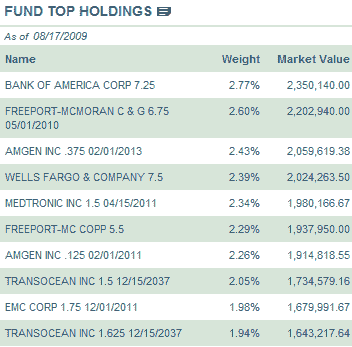 FUND TOP HOLDINGS
As of 08/17/2009
Name Weight Market Value
BANK OF AMERICA CORP 7.25 2.77% 2,350,140.00
FREEPORT-MCMORAN C & G 6.75 2.60% 2,202,940.00
05/01/2010
AMGEN INC .375 02/01/2013 2.43% 2,059,619.38
WELLS FARGO & COMPANY 7.5 2.39% 2,024,263.50
MEDTRONIC INC 1.5 04/15/2011 2.34% 1,980,166.67
FREEPORT-MC COPP 5.5 2.29% 1,937,950.00
AMGEN INC .125 02/01/2011 2.26% 1,914,818.55
TRANSOCEAN INC 1.5 12/15/2037 2.05% 1,734,579.16
EMC CORP 1.75 12/01/2011 1.98% 1,679,991.67
TRANSOCEAN INC 1.625 12/15/2037 1.94% 1,643,217.64